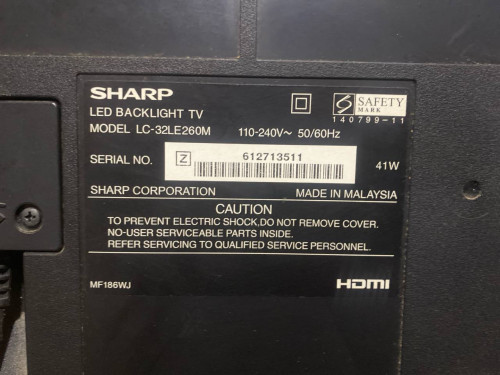 SHARP
LED BACKLIGHT TV
MODEL LC-32LE260M 110-240V~ 50/60Hz
S SAFETY
MARK
140799-11
SERIAL NO. Z 612713511
41W
SHARP CORPORATION MADE IN MALAYSIA
CAUTION
TO PREVENT ELECTRIC SHOCK.DO NOT REMOVE COVER.
NO-USER SERVICEABLE PARTS INSIDE.
REFER SERVICING TO QUALIFIED SERVICE PERSONNEL.
MF186WJ HDMI